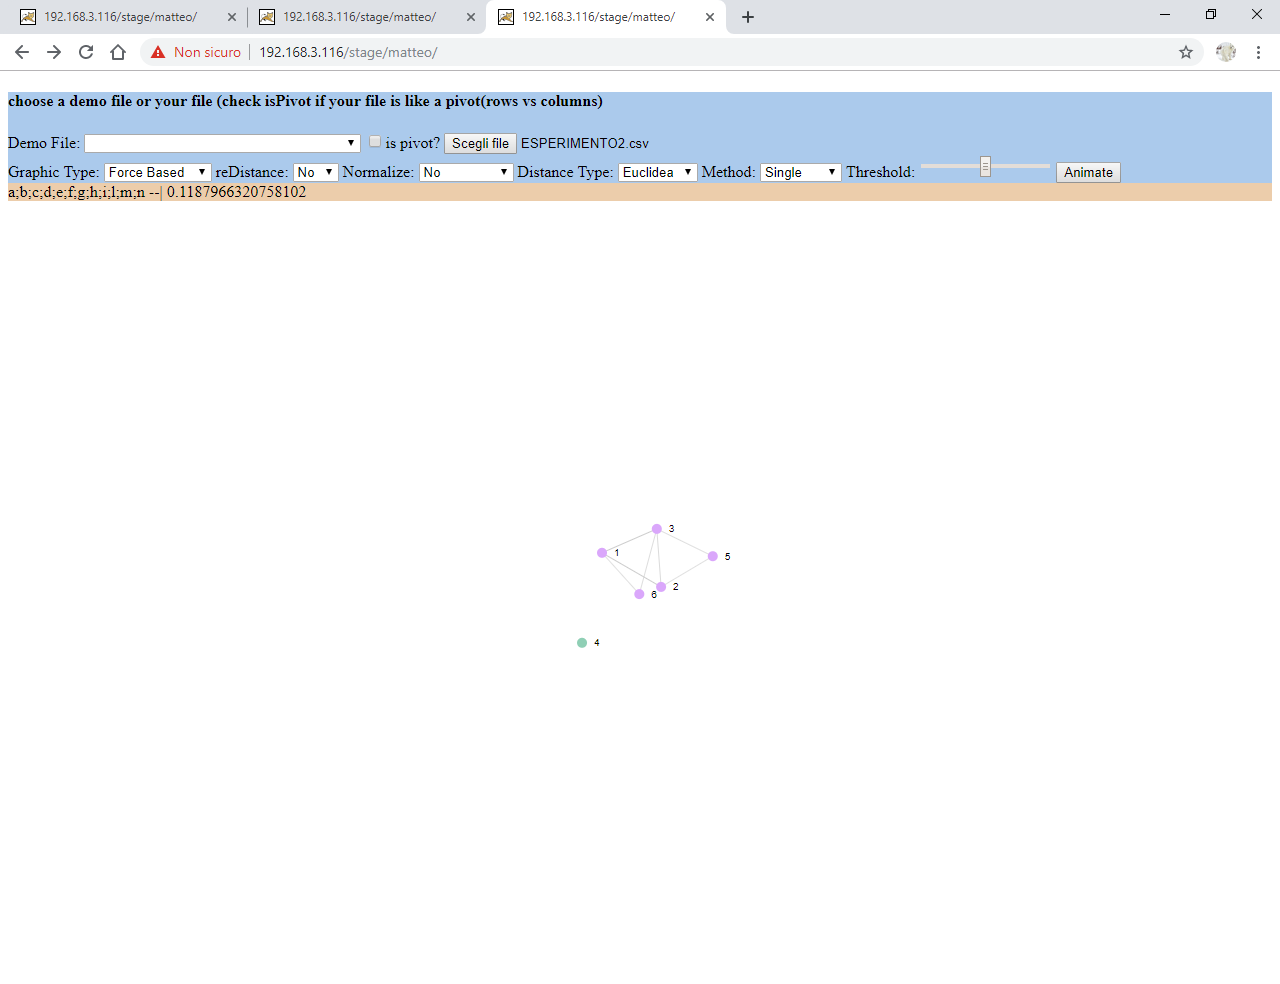 192.168.3.116/stage/matteo/
192.168.3.116/stage/matteo/
192.168.3.116/stage/matteo/
Non sicuro 192.168.3.116/stage/matteo/
choose a demo file or your file (check isPivot if your file is like a pivot(rows vs columns)
Demo File: is pivot? Scegli file ESPERIMENTO2.csv
Graphic Type: Force Based reDistance: No Normalize: No Distance Type: Euclidea Method: Single Threshold: Animate
a;b;c;d;e;f;g;h;i;l;m;n --| 0.1187966320758102
3
1
5
2
6
4